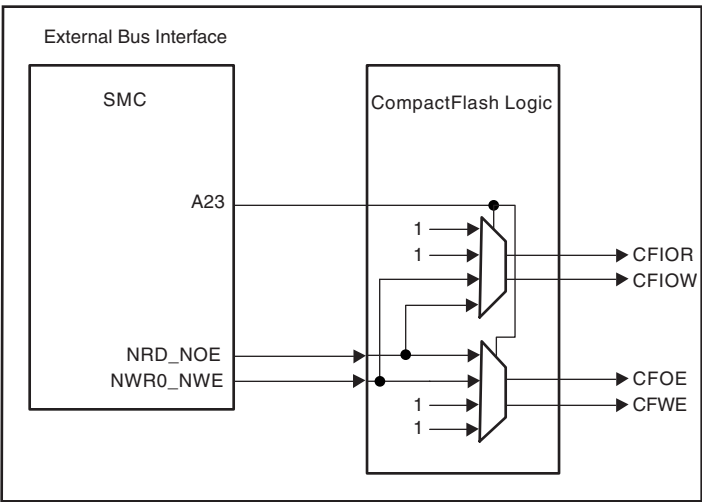 External Bus Interface
SMC
CompactFlash Logic
A23
1
1
CFIOR
CFIOW
NRD_NOE
NWR0_NWE
CFOE
1
CFWE
1